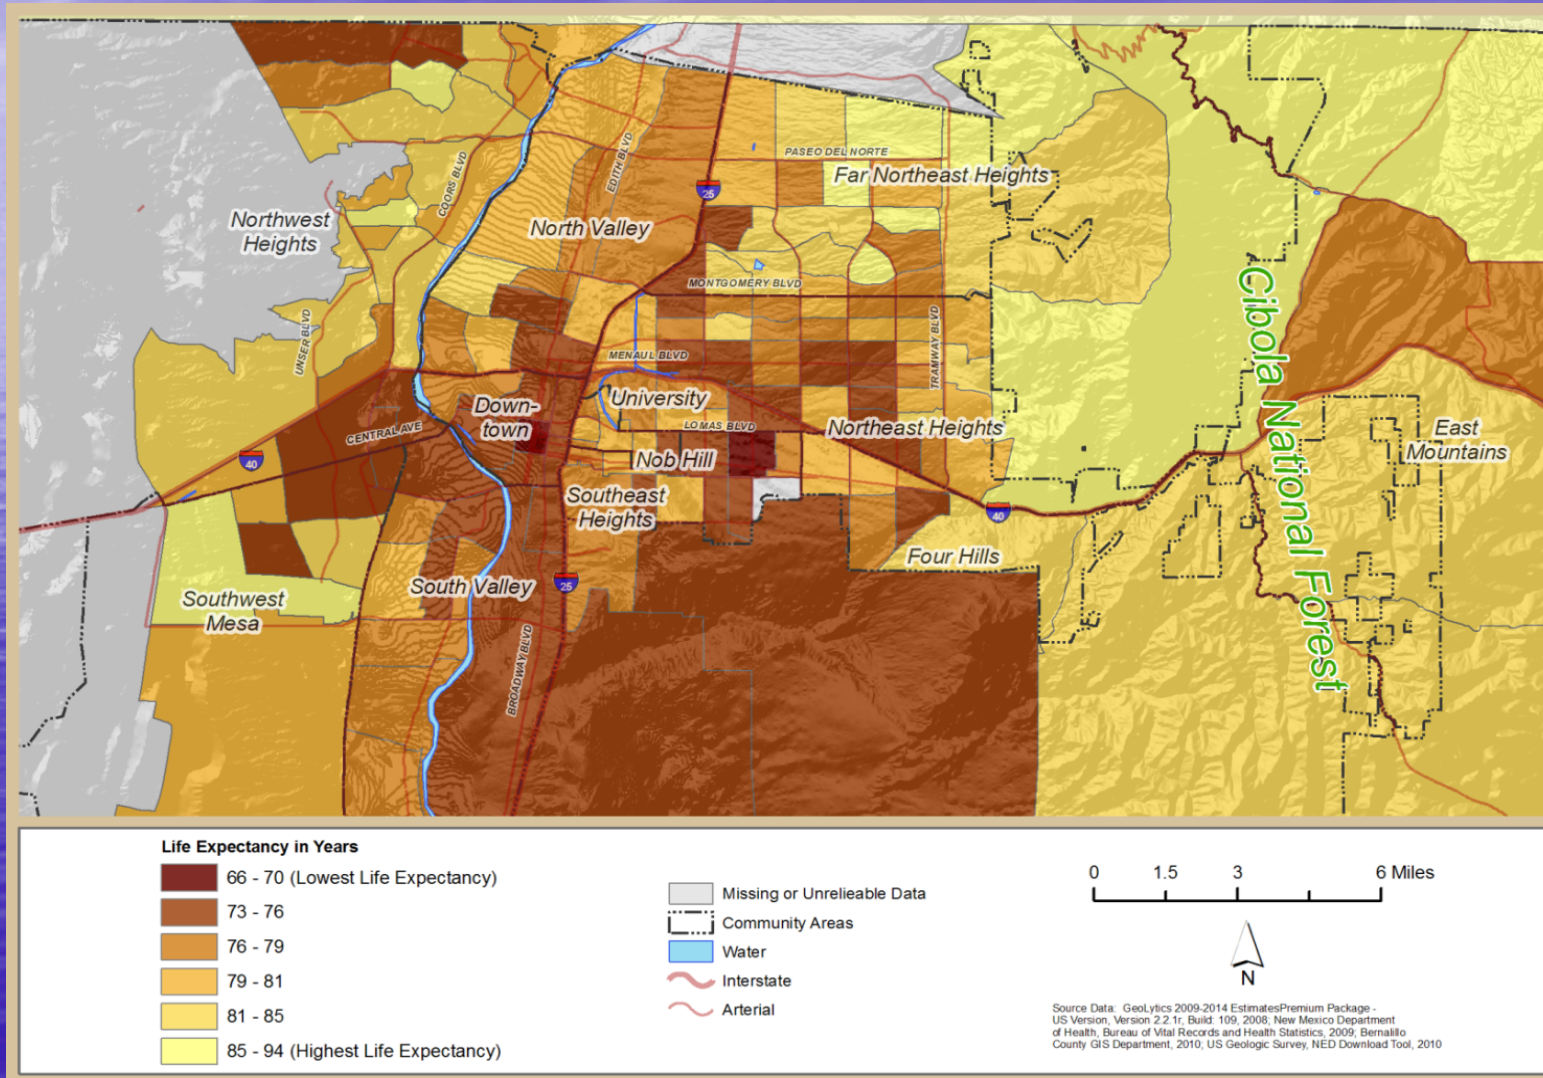 PASEO DEL NORTE
Far Northeast Heights
EDITH BLVD
25
COORS BLVD
Northwest
Heights
North Valley
MONTGOMERY BLVD
Cibola National Forest
UNSER BLVD
MENAUL BLVD
TRAMWAY BLVD
University
Down-
town
LOMAS BLVD
Northeast Heights
CENTRAL AVE
East
Mountains
40
Nob Hill
Southeast
Heights
40
Four Hills
South Valley
25
Southwest
Mesa
BROADWAY BLVD
Life Expectancy in Years
66 - 70 (Lowest Life Expectancy)
73 - 76
76 - 79
79 - 81
81 - 85
85 - 94 (Highest Life Expectancy)
Missing or Unrelieable Data
Community Areas
Water
Interstate
Arterial
0 1.5 3 6 Miles
N
Source Data: GeoLytics 2009-2014 EstimatesPremium Package -
US Version, Version 2.2.1r, Build: 109, 2008; New Mexico Department
of Health, Bureau of Vital Records and Health Statistics, 2009; Bernalillo
County GIS Department, 2010; US Geologic Survey, NED Download Tool, 2010